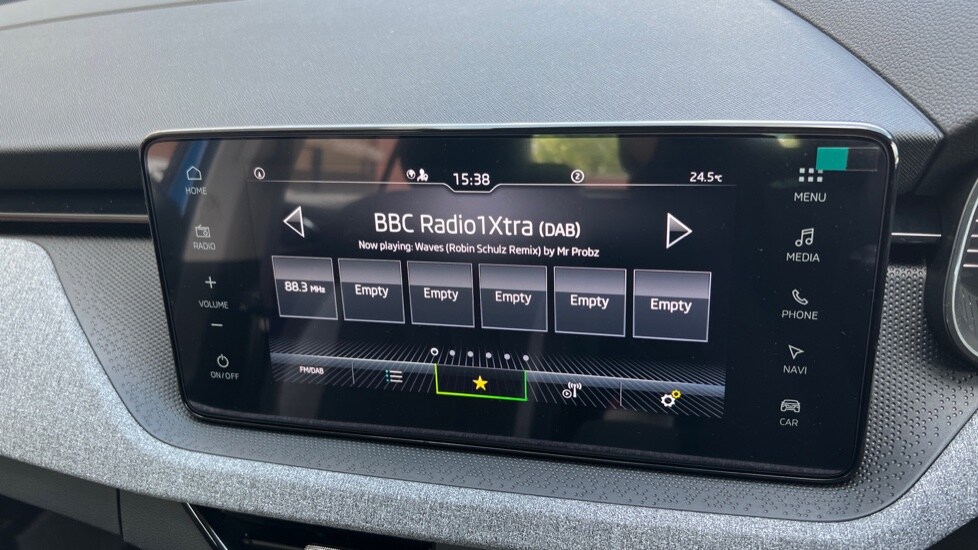 15:38
2
24.5°C
BBC Radio1Xtra (DAB)
Now playing: Waves (Robin Schulz Remix) by Mr Probz
88.3 MHz
Empty
Empty
Empty
Empty
Empty
FM/DAB
HOME
RADIO
+
VOLUME
−
ON/OFF
MENU
MEDIA
PHONE
NAVI
CAR